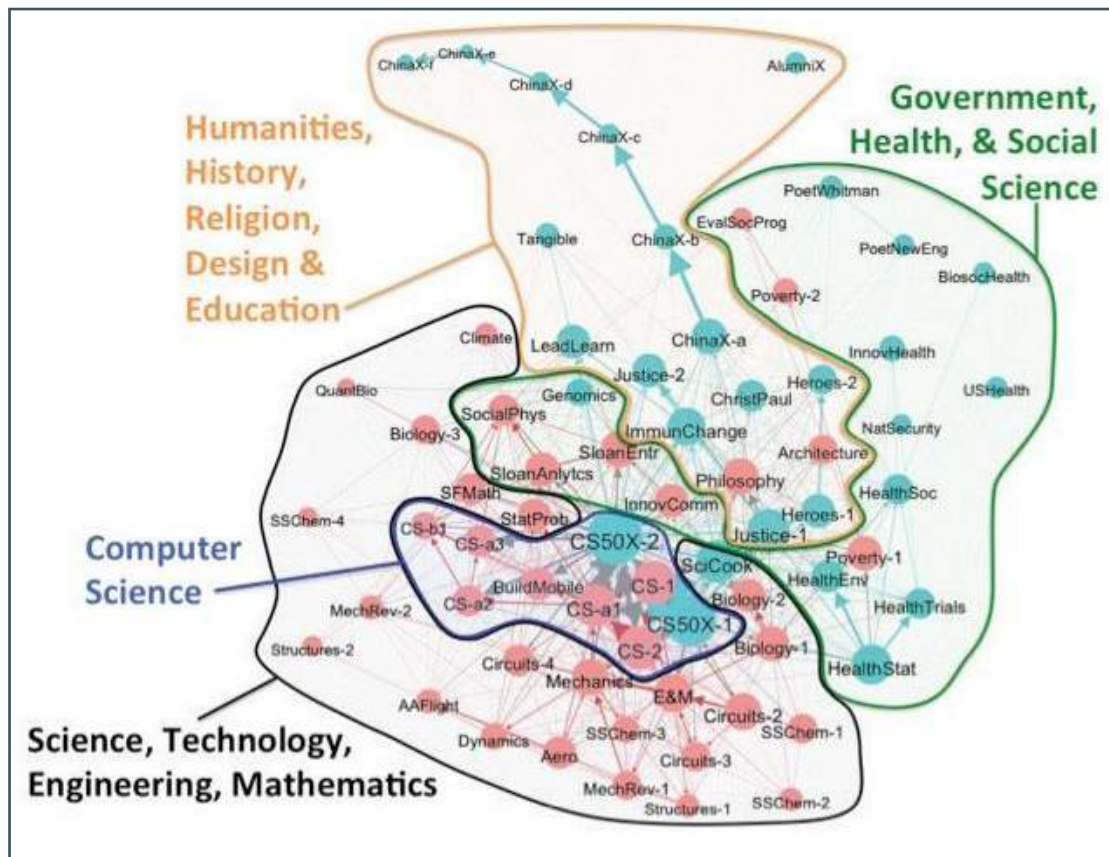 ChinaX-f
ChinaX-e
ChinaX-d
AlumniX
ChinaX-c
Humanities,
History,
Religion,
Design &
Education
Government,
Health, & Social
Science
PoetWhitman
EvalSocProg
Tangible
ChinaX-b
PoetNewEng
BiosocHealth
Poverty-2
Climate
LeadLearn
ChinaX-a
InnovHealth
Justice-2
Heroes-2
QuantBio
Genomics
ChristPaul
USHealth
SocialPhys
Biology-3
ImmunChange
NatSecurity
SloanEntr
Architecture
SloanAnlytcs
Philosophy
SFMath
InnovComm
HealthSoc
SSChem-4
StatProb
Heroes-1
CS-b1
Justice-1
Computer
Science
CS-a3
CS50X-2
SciCook
Poverty-1
BuildMobile
CS-1
HealthEnv
CS-a2
CS-a1
Biology-2
HealthTrials
MechRev-2
CS50X-1
Structures-2
CS-2
Biology-1
Circuits-4
HealthStat
Mechanics
E&M
AAFlight
Circuits-2
Science, Technology,
Engineering, Mathematics
Dynamics
SSChem-3
SSChem-1
Aero
Circuits-3
MechRev-1
Structures-1
SSChem-2